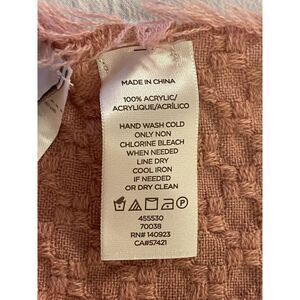 MADE IN CHINA
100% ACRYLIC/
ACRYLIQUE/ACRÍLICO
HAND WASH COLD
ONLY NON
CHLORINE BLEACH
WHEN NEEDED
LINE DRY
COOL IRON
IF NEEDED
OR DRY CLEAN
P
455530
70038
RN# 140923
CA#57421